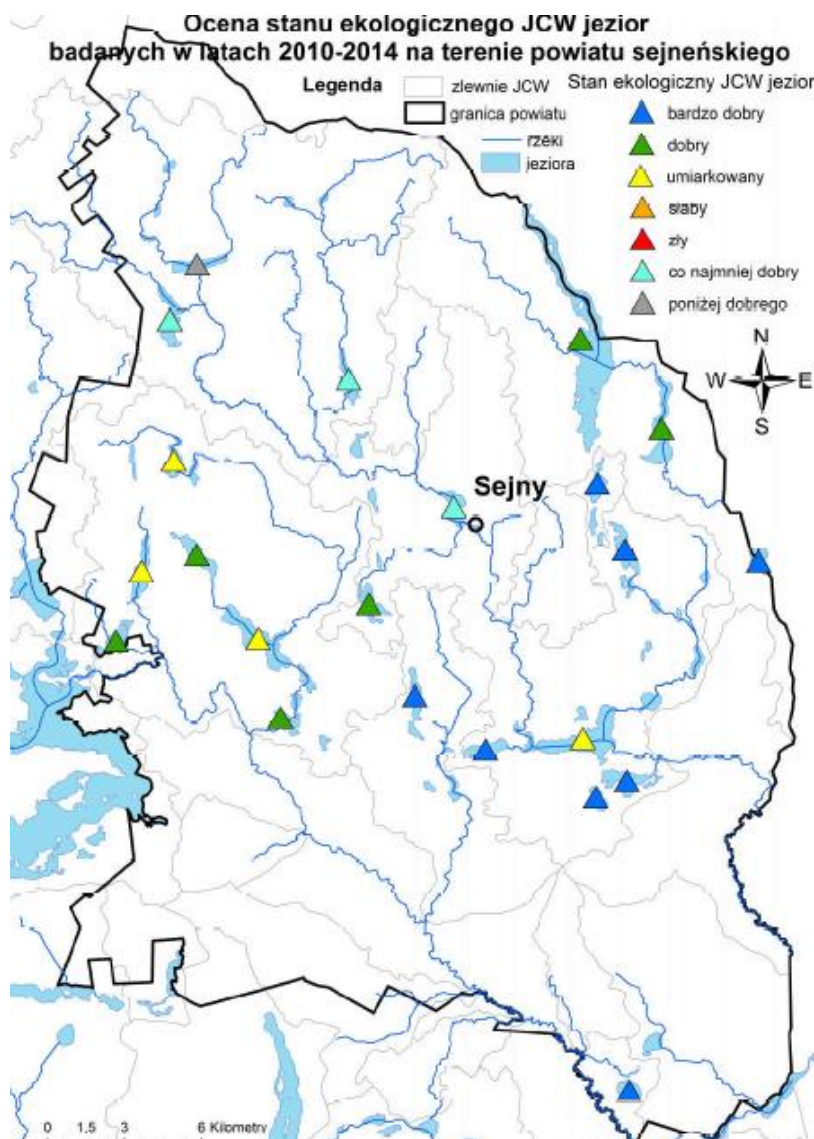 Ocena stanu ekologicznego JCW jezior
badanych w latach 2010-2014 na terenie powiatu sejneńskiego
Legenda
zlewnie JCW
granica powiatu
rzeki
jeziora
Stan ekologiczny JCW jezior
bardzo dobry
dobry
umiarkowany
słaby
zły
co najmniej dobry
poniżej dobrego
N
W
E
S
Sejny
0 1,5 3 6 Kilometry